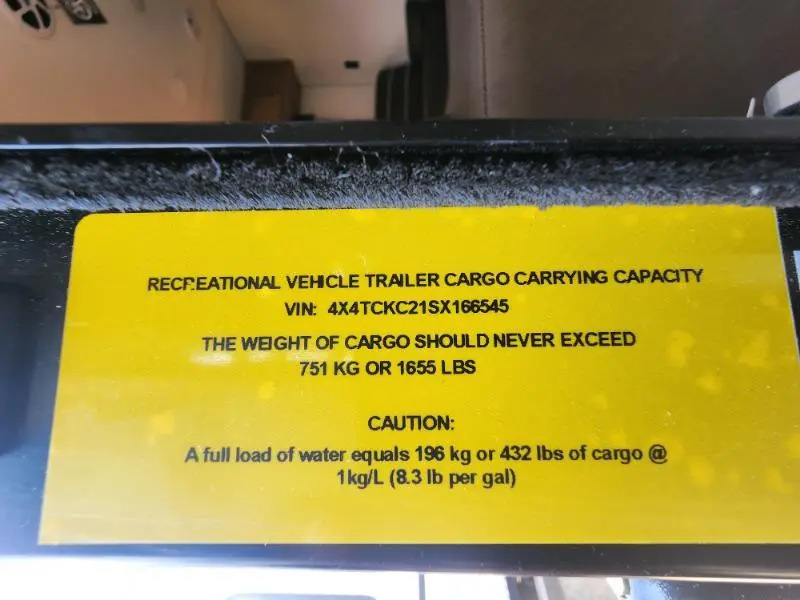 RECREATIONAL VEHICLE TRAILER CARGO CARRYING CAPACITY
VIN: 4X4TCKC21SX166545
THE WEIGHT OF CARGO SHOULD NEVER EXCEED
751 KG OR 1655 LBS
CAUTION:
A full load of water equals 196 kg or 432 lbs of cargo @
1kg/L (8.3 lb per gal)